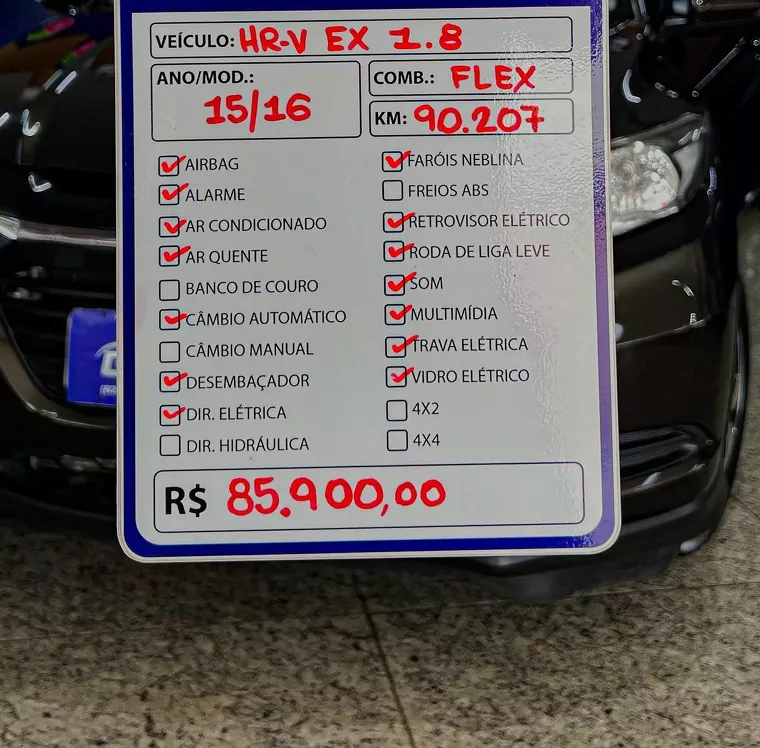 VEÍCULO: HR-V EX 1.8
ANO/MOD.: 15/16
COMB.: FLEX
KM: 90.207
AIRBAG
ALARME
AR CONDICIONADO
AR QUENTE
BANCO DE COURO
CÂMBIO AUTOMÁTICO
CÂMBIO MANUAL
DESEMBAÇADOR
DIR. ELÉTRICA
DIR. HIDRÁULICA
FARÓIS NEBLINA
FREIOS ABS
RETROVISOR ELÉTRICO
RODA DE LIGA LEVE
SOM
MULTIMÍDIA
TRAVA ELÉTRICA
VIDRO ELÉTRICO
4X2
4X4
R$ 85.900,00